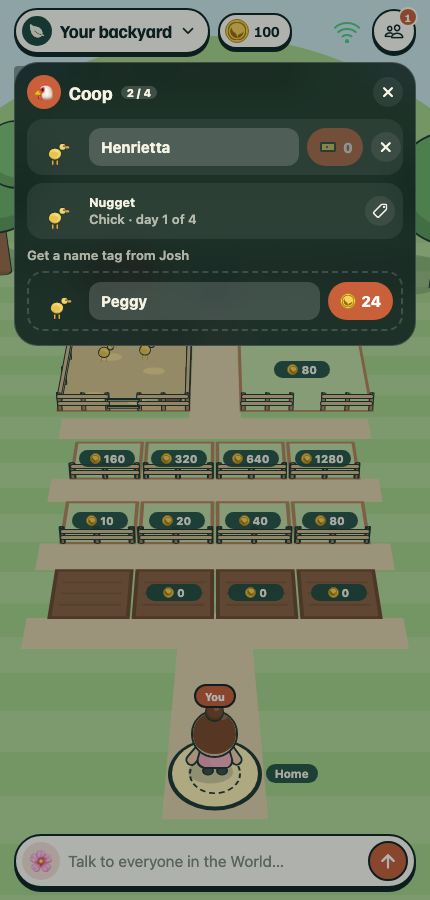 Your backyard
100
1
Coop
2 / 4
Henrietta
0
Nugget
Chick · day 1 of 4
Get a name tag from Josh
Peggy
24
80
160
320
640
1280
10
20
40
80
0
0
0
You
Home
Talk to everyone in the World...